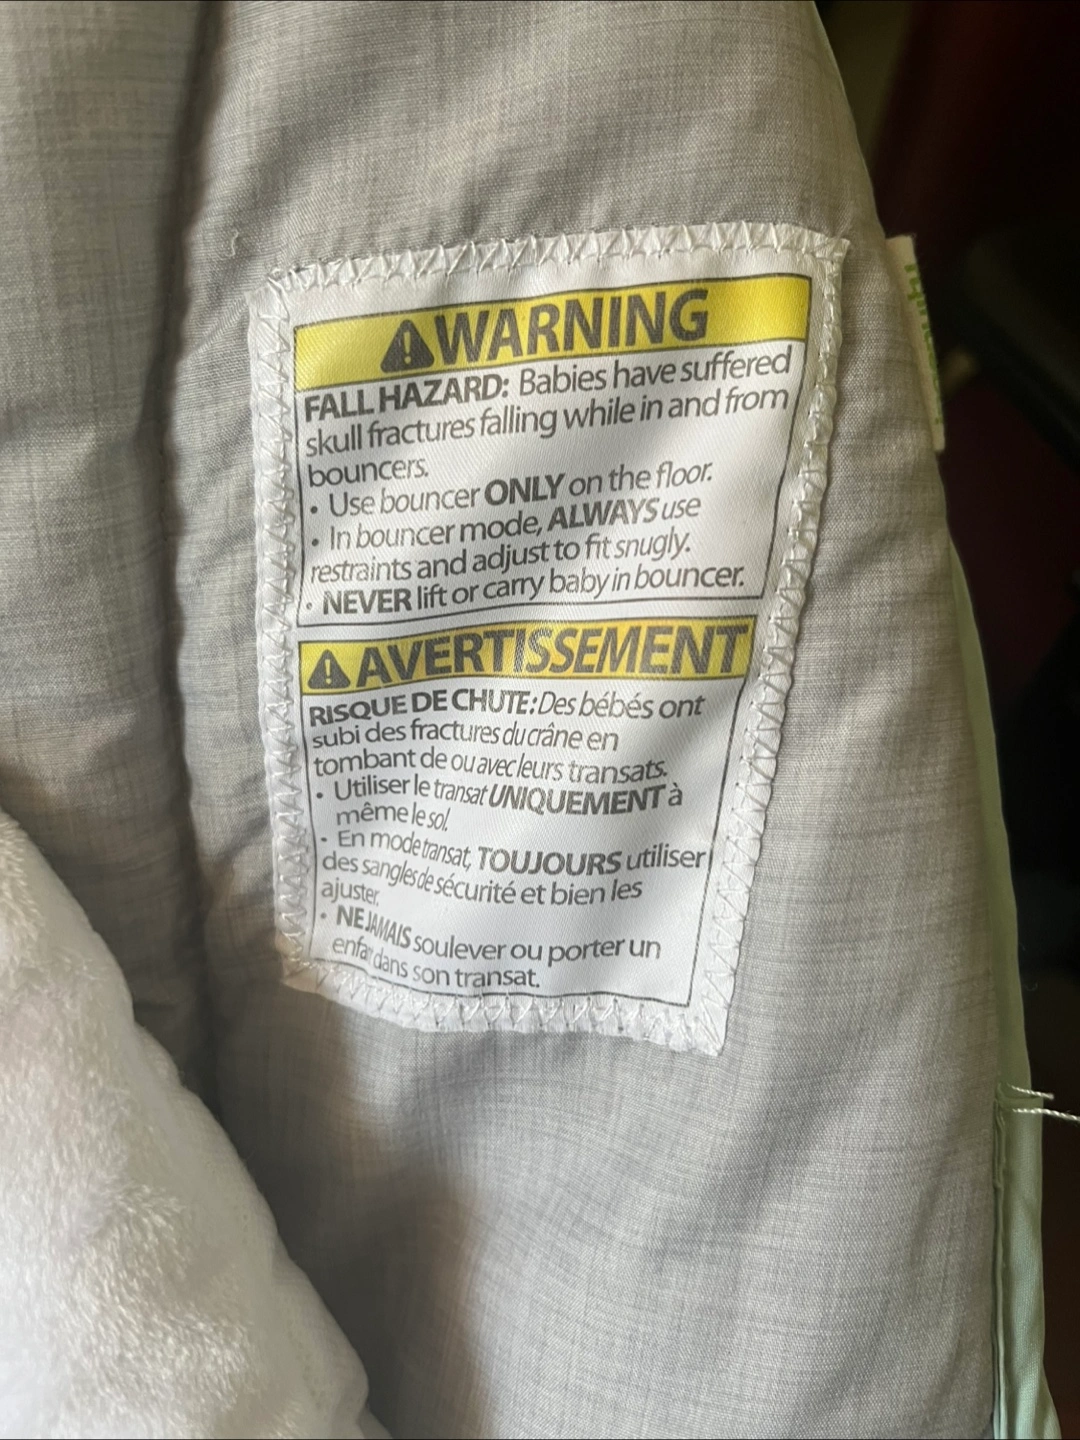 WARNING
FALL HAZARD: Babies have suffered
skull fractures falling while in and from
bouncers.
• Use bouncer ONLY on the floor.
• In bouncer mode, ALWAYS use
restraints and adjust to fit snugly.
• NEVER lift or carry baby in bouncer.
AVERTISSEMENT
RISQUE DE CHUTE: Des bébés ont
subi des fractures du crâne en
tombant de ou avec leurs transats.
• Utiliser le transat UNIQUEMENT à
même le sol.
• En mode transat, TOUJOURS utiliser
des sangles de sécurité et bien les
ajuster.
• NE JAMAIS soulever ou porter un
dans son transat.